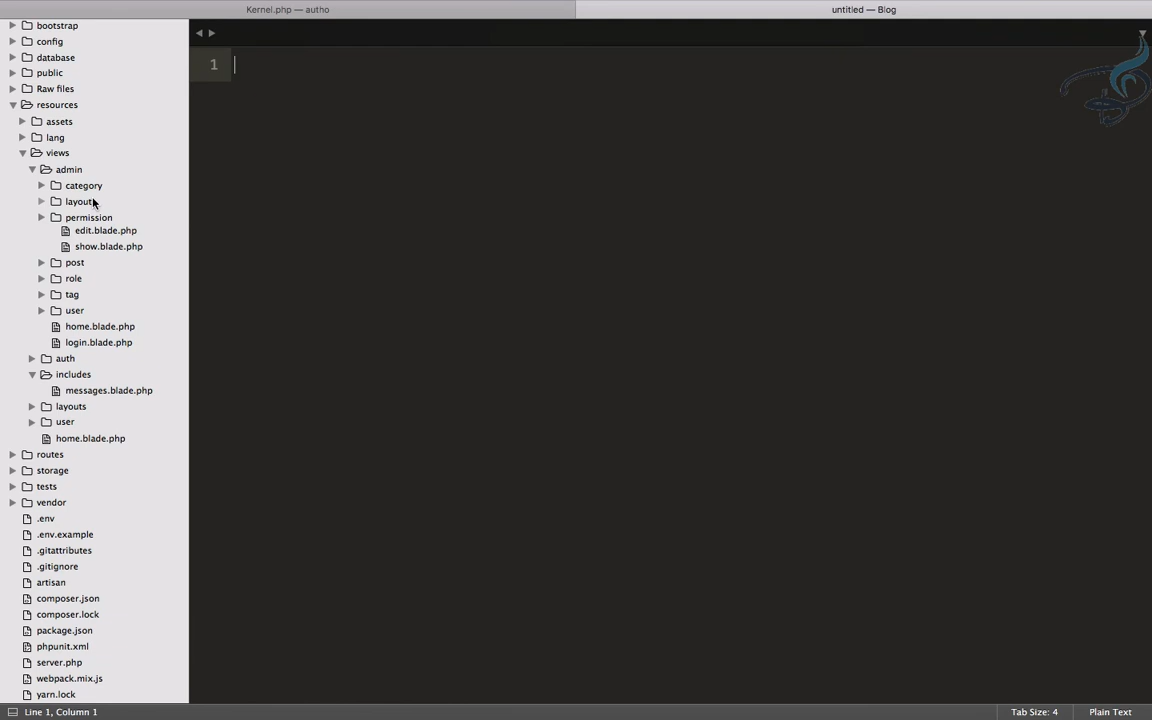 Kernel.php — autho
untitled — Blog
bootstrap
config
database
public
Raw files
resources
assets
lang
views
admin
category
layout
permission
edit.blade.php
show.blade.php
post
role
tag
user
home.blade.php
login.blade.php
auth
includes
messages.blade.php
layouts
user
home.blade.php
routes
storage
tests
vendor
.env
.env.example
.gitattributes
.gitignore
artisan
composer.json
composer.lock
package.json
phpunit.xml
server.php
webpack.mix.js
yarn.lock
1
Line 1, Column 1
Tab Size: 4
Plain Text